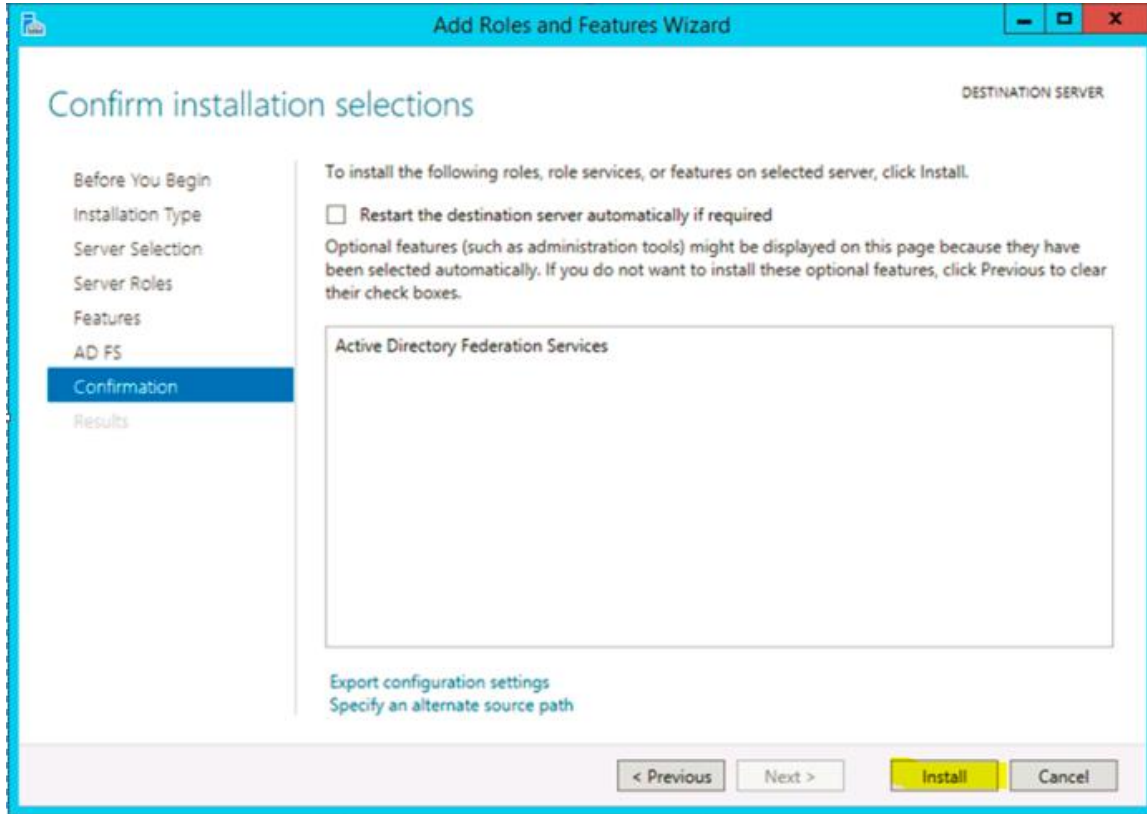 Add Roles and Features Wizard
Confirm installation selections
DESTINATION SERVER
Before You Begin
Installation Type
Server Selection
Server Roles
Features
AD FS
Confirmation
Results
To install the following roles, role services, or features on selected server, click Install.
Restart the destination server automatically if required
Optional features (such as administration tools) might be displayed on this page because they have
been selected automatically. If you do not want to install these optional features, click Previous to clear
their check boxes.
Active Directory Federation Services
Export configuration settings
Specify an alternate source path
< Previous
Next >
Install
Cancel